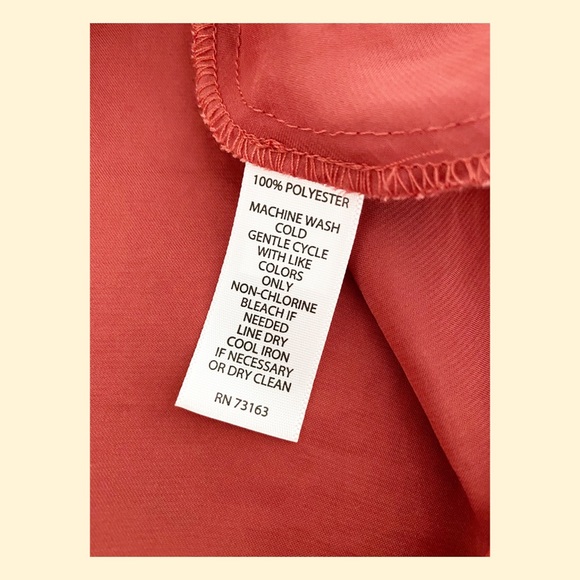 100% POLYESTER
MACHINE WASH
COLD
GENTLE CYCLE
WITH LIKE
COLORS
ONLY
NON-CHLORINE
BLEACH IF
NEEDED
LINE DRY
COOL IRON
IF NECESSARY
OR DRY CLEAN
RN 73163